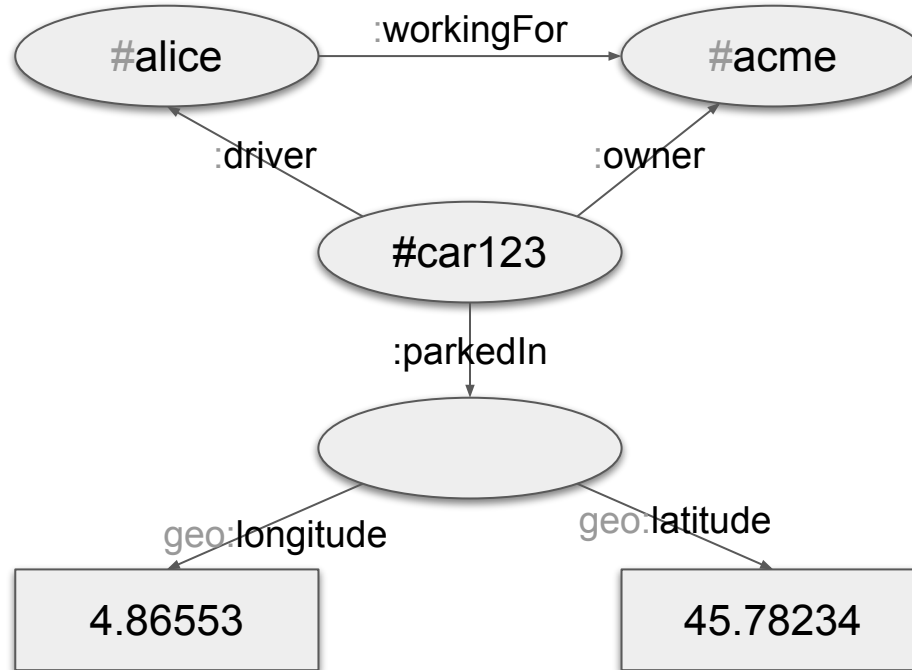 :workingFor
#alice
#acme
:driver
:owner
#car123
:parkedIn
geo:longitude
geo:latitude
4.86553
45.78234